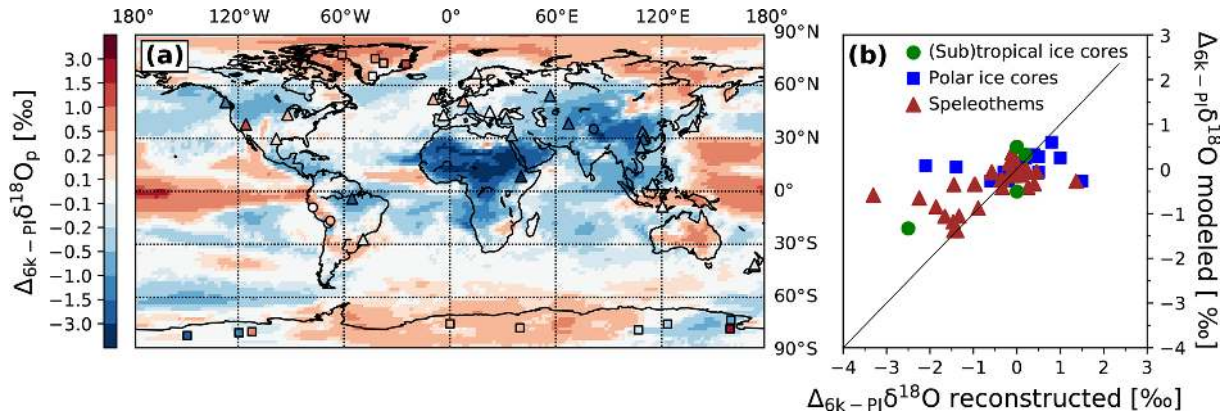 180° 120°W 60°W 0° 60°E 120°E 180°
(a)
90°N
60°N
30°N
0°
30°S
60°S
90°S
3.0
1.5
1.0
0.5
0.2
0.1
−0.1
−0.2
−0.5
−1.0
−1.5
−3.0
Δ6k−PIδ18Op [‰]
(b)
(Sub)tropical ice cores
Polar ice cores
Speleothems
3
2
1
0
−1
−2
−3
−4
Δ6k−PIδ18O modeled [‰]
−4 −3 −2 −1 0 1 2 3
Δ6k−PIδ18O reconstructed [‰]